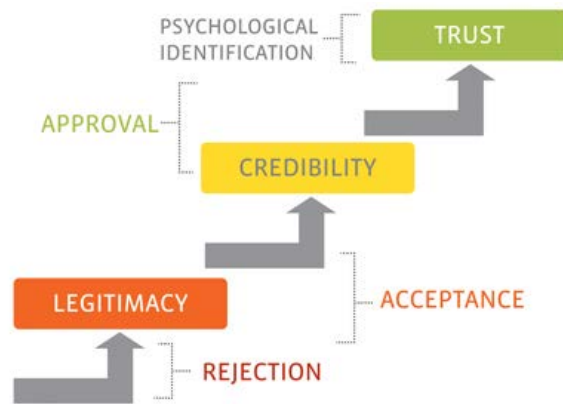 PSYCHOLOGICAL
IDENTIFICATION
TRUST
APPROVAL
CREDIBILITY
LEGITIMACY
ACCEPTANCE
REJECTION